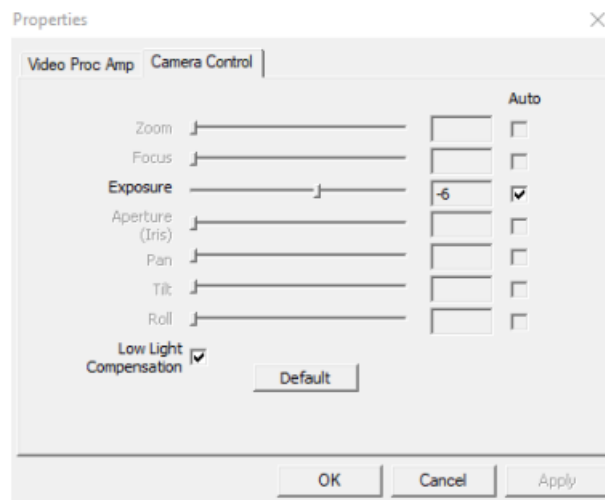 Properties
Video Proc Amp
Camera Control
Auto
Zoom
Focus
Exposure
-6
Aperture
(Iris)
Pan
Tilt
Roll
Low Light
Compensation
Default
OK
Cancel
Apply